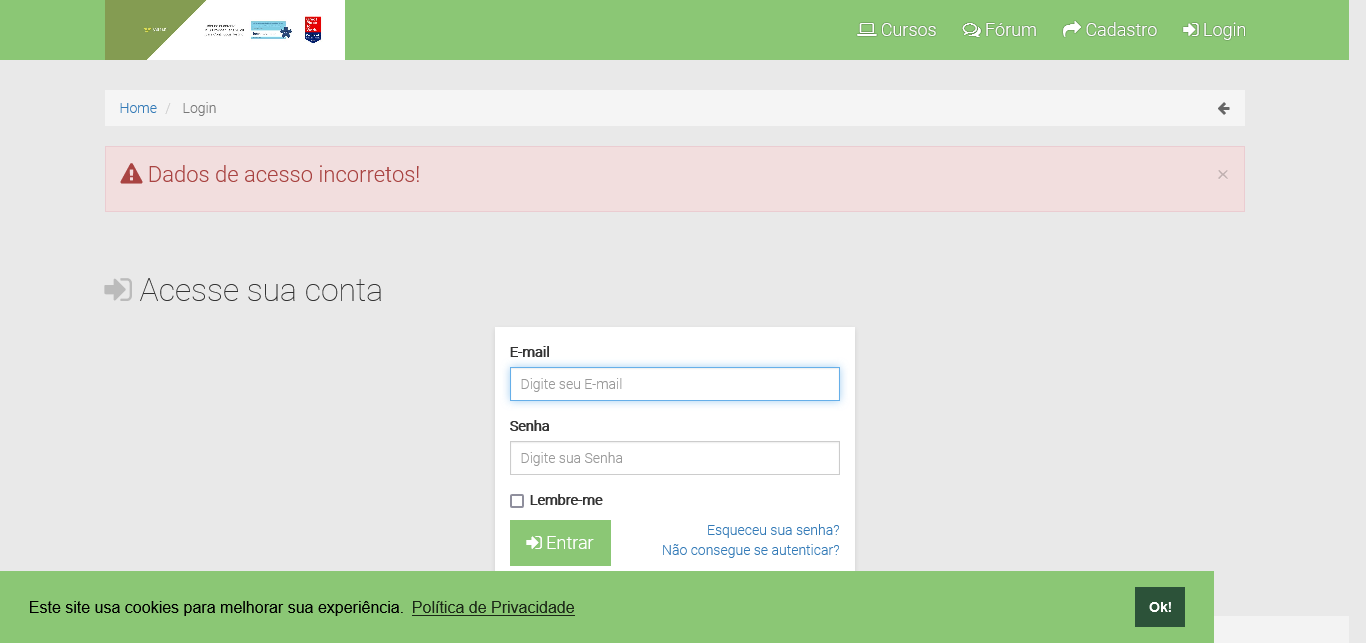 Cursos
Fórum
Cadastro
Login
Home / Login
Dados de acesso incorretos!
×
Acesse sua conta
E-mail
Digite seu E-mail
Senha
Digite sua Senha
Lembre-me
Entrar
Esqueceu sua senha?
Não consegue se autenticar?
Este site usa cookies para melhorar sua experiência. Política de Privacidade
Ok!